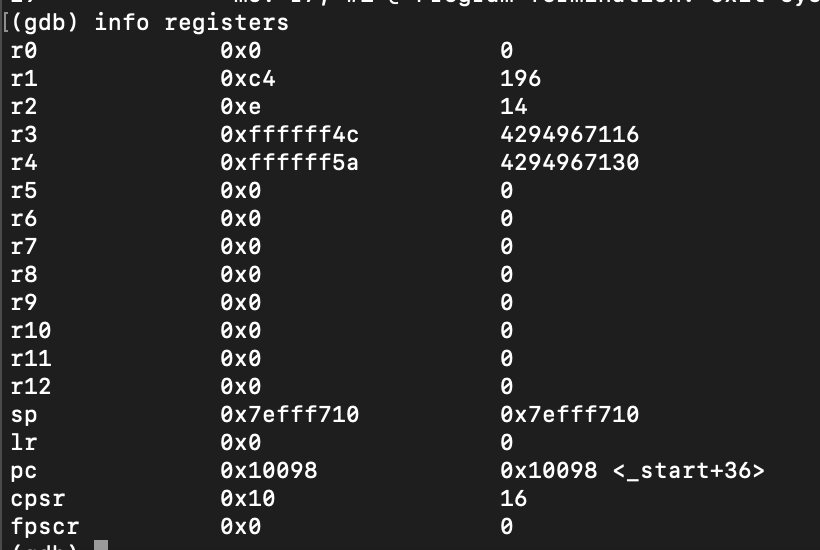 (gdb) info registers
r0 0x0 0
r1 0xc4 196
r2 0xe 14
r3 0xffffff4c 4294967116
r4 0xffffff5a 4294967130
r5 0x0 0
r6 0x0 0
r7 0x0 0
r8 0x0 0
r9 0x0 0
r10 0x0 0
r11 0x0 0
r12 0x0 0
sp 0x7efff710 0x7efff710
lr 0x0 0
pc 0x10098 0x10098 <_start+36>
cpsr 0x10 16
fpscr 0x0 0
(gdb)